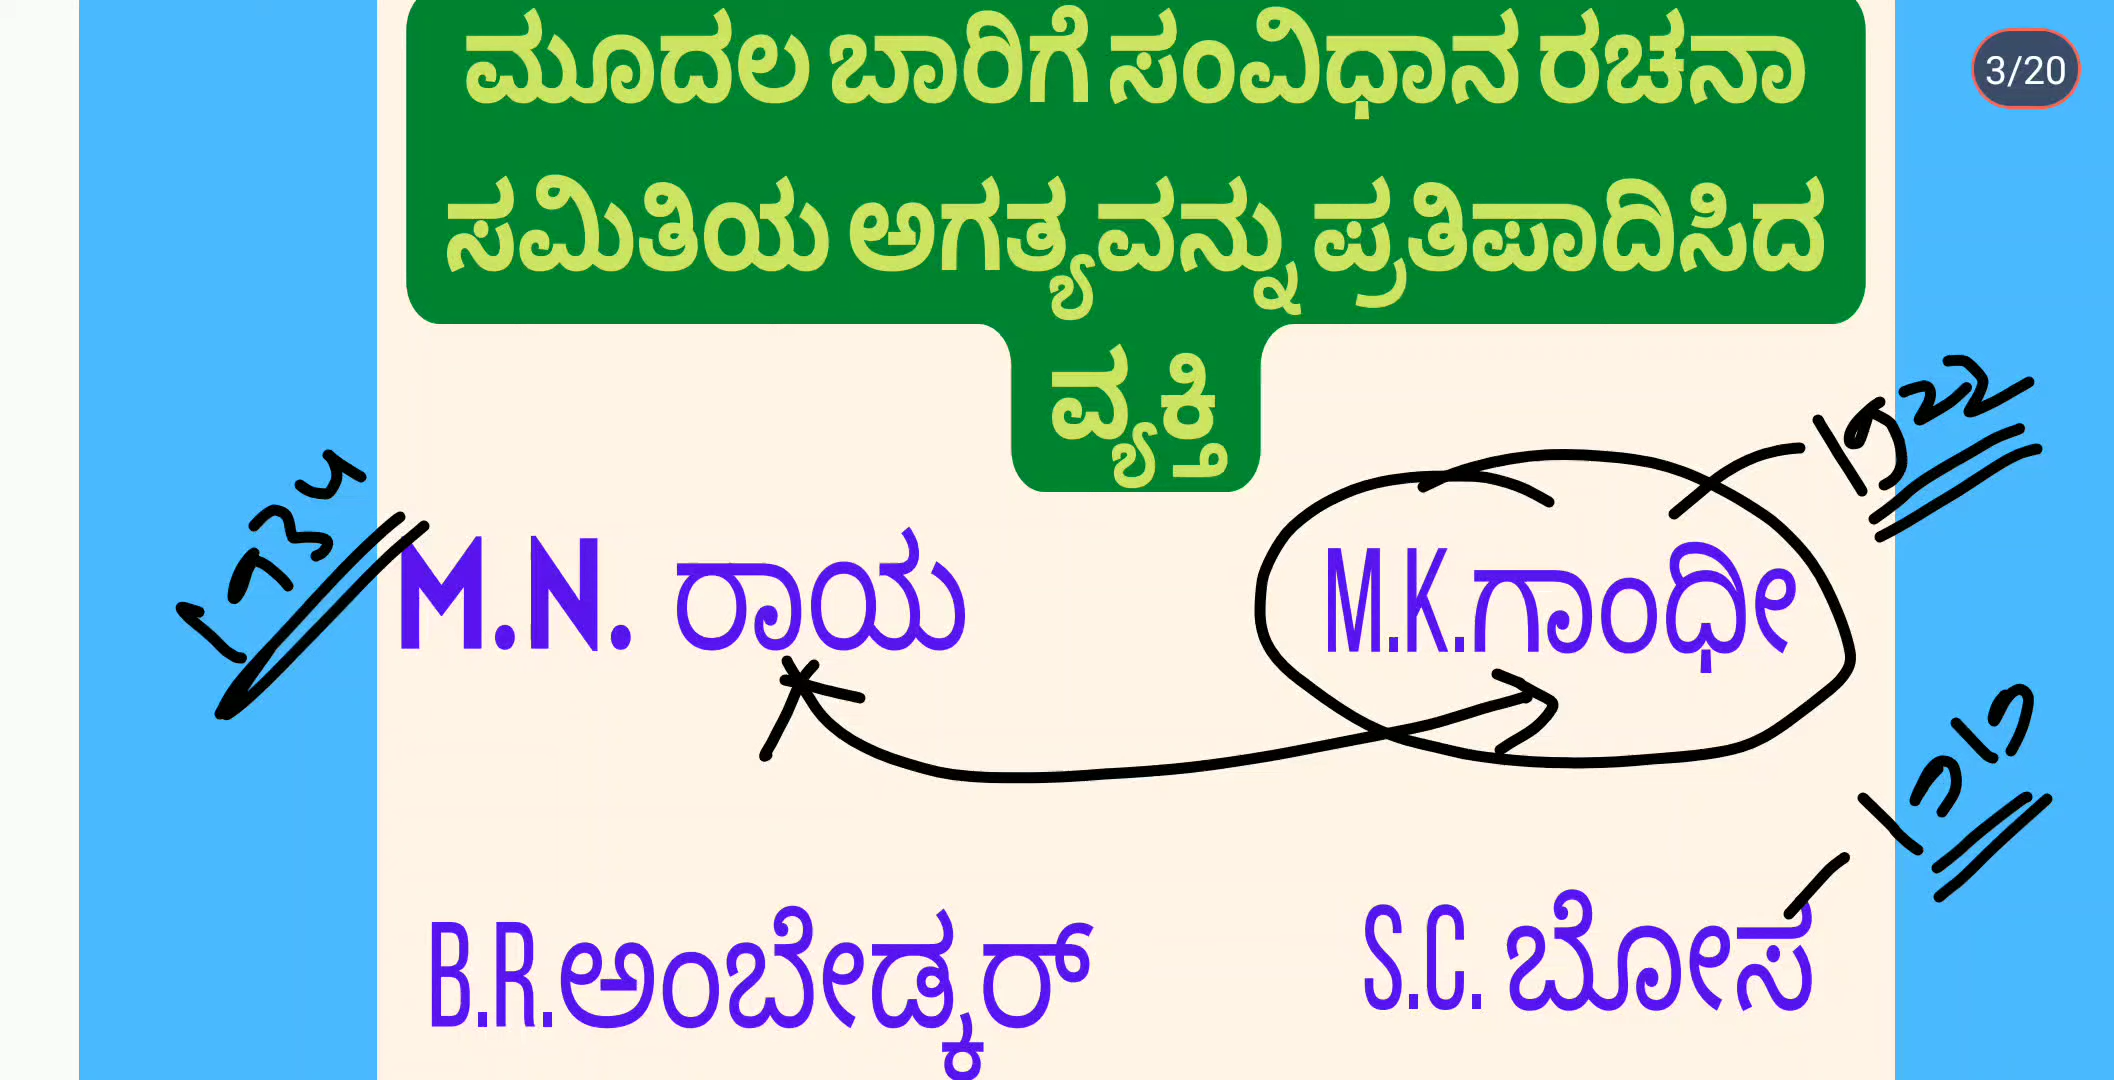 ಮೂದಲ ಬಾರಿಗೆ ಸಂವಿಧಾನ ರಚನಾ
3/20
ಸಮಿತಿಯ ಅಗತ್ಯವನ್ನು ಪ್ರತಿಪಾದಿಸಿದ
ವ್ಯಕ್ತಿ
1922
1934
M.N. ರಾಯ
M.K.ಗಾಂಧೀ
B.R.ಅಂಬೇಡ್ಕರ್
S.C. ಬೋಸ